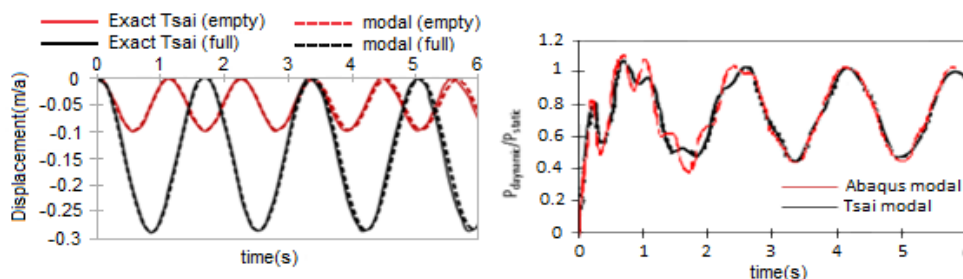 Exact Tsai (empty) modal (empty)
Exact Tsai (full) modal (full)
0 1 2 3 4 5 6
0
-0.05
-0.1
-0.15
-0.2
-0.25
-0.3
Displacement(m/a)
time(s)
1.2
1
0.8
0.6
0.4
0.2
0
P daynamic/P static
0 1 2 3 4 5
time(s)
Abaqus modal
Tsai modal